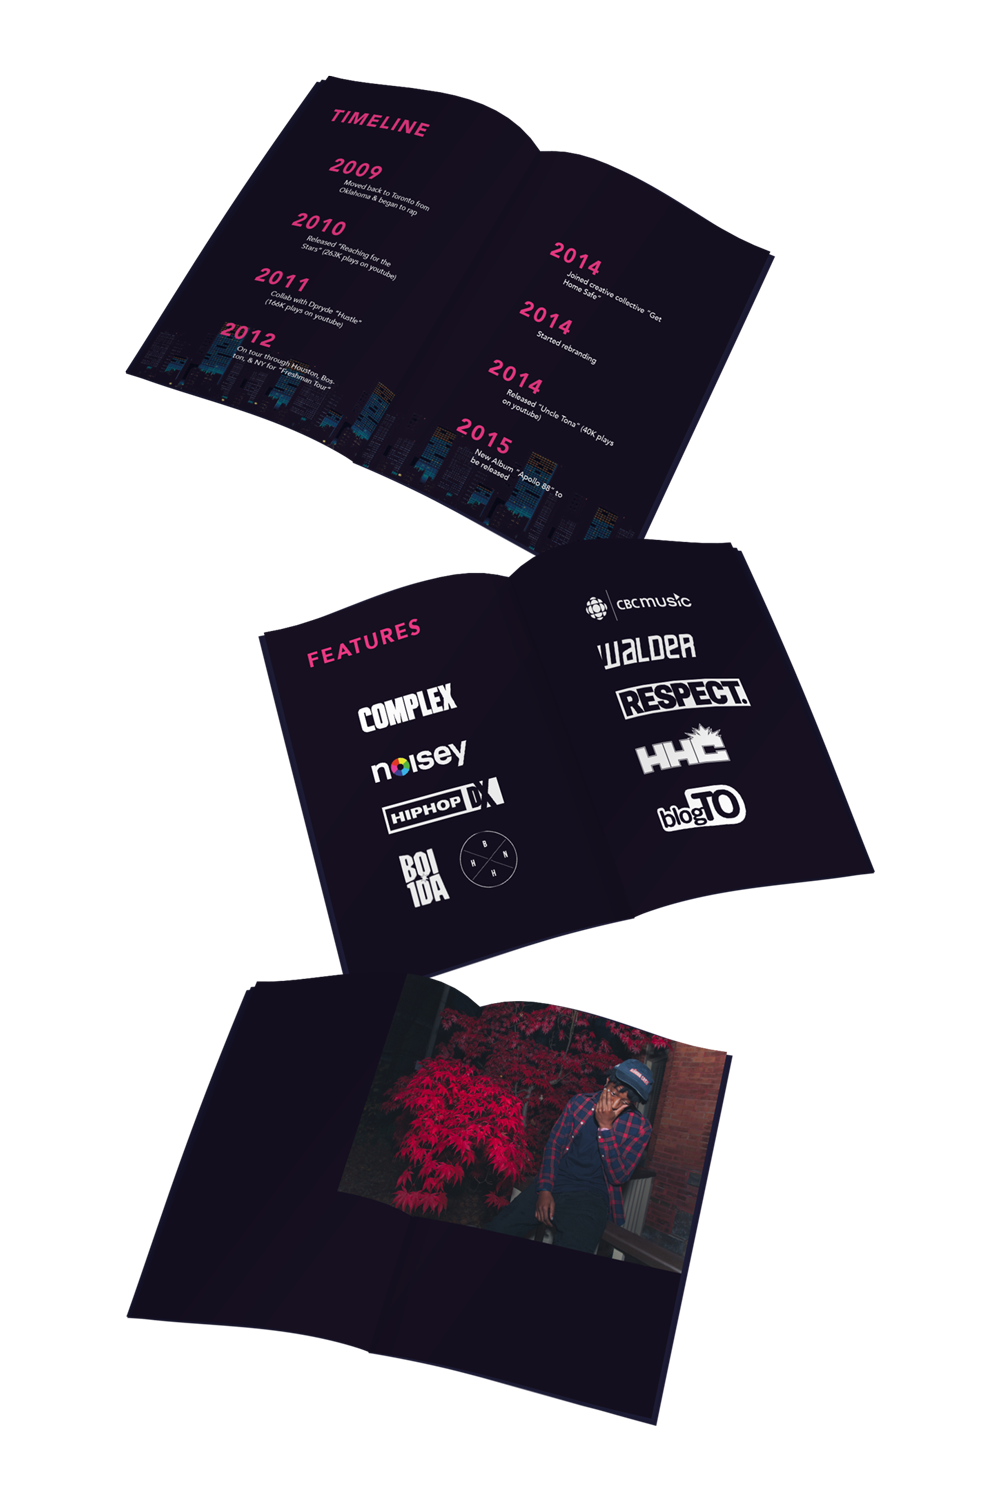 TIMELINE
2009
Moved back to Toronto from
Oklahoma & began to rap
2010
Released "Reaching for the
Stars" (263K plays on youtube)
2011
Collab with Dpryde "Hustle"
(166K plays on youtube)
2012
On tour through Houston, Bos-
ton, & NY for "Freshman Tour"
2014
Joined creative collective "Get
Home Safe"
2014
Started rebranding
2014
Released "Uncle Tona" (40K plays
on youtube)
2015
New Album "Apollo 88" to
be released
FEATURES
COMPLEX
noisey
HIPHOP DX
BOI
1DA
B
H N
H
CBC music
WALDER
RESPECT.
HHC
blogTO